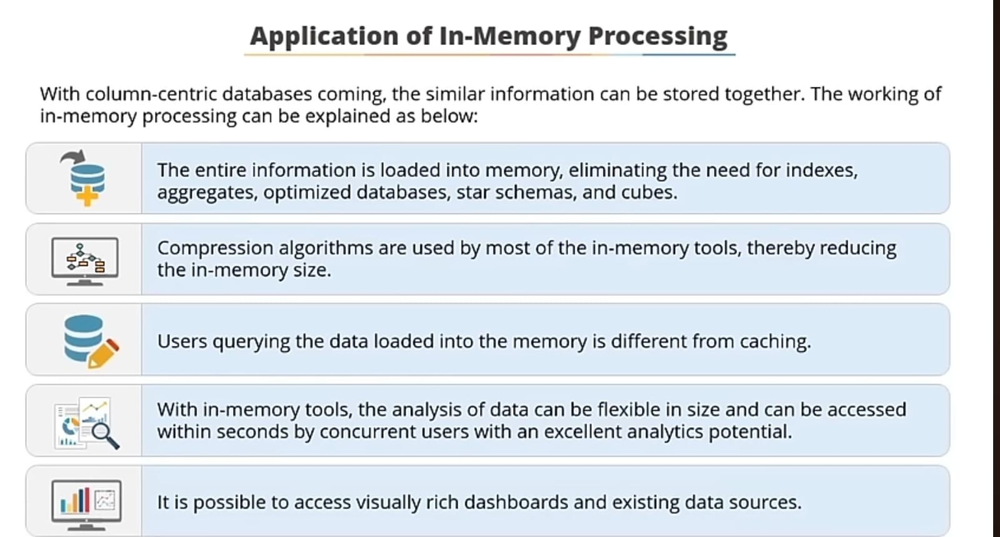 Application of In-Memory Processing
With column-centric databases coming, the similar information can be stored together. The working of
in-memory processing can be explained as below:
The entire information is loaded into memory, eliminating the need for indexes,
aggregates, optimized databases, star schemas, and cubes.
Compression algorithms are used by most of the in-memory tools, thereby reducing
the in-memory size.
Users querying the data loaded into the memory is different from caching.
With in-memory tools, the analysis of data can be flexible in size and can be accessed
within seconds by concurrent users with an excellent analytics potential.
It is possible to access visually rich dashboards and existing data sources.